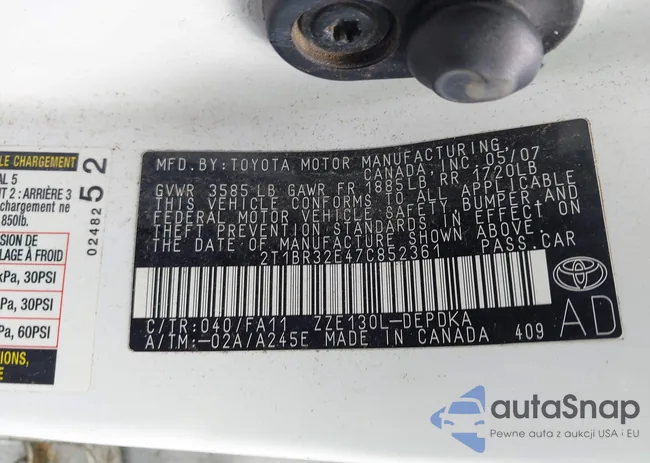 LE CHARGEMENT
AL 5
NT 2 : ARRIÈRE 3
chargement ne
850lb.
SION DE
LAGE À FROID
kPa, 30PSI
Pa, 30PSI
Pa, 60PSI
IONS,
02482
52
MFD. BY: TOYOTA MOTOR MANUFACTURING,
CANADA, INC. 05/07
GVWR 3585 LB GAWR FR 1885LB RR 1720LB
THIS VEHICLE CONFORMS TO ALL APPLICABLE
FEDERAL MOTOR VEHICLE SAFETY, BUMPER, AND
THEFT PREVENTION STANDARDS IN EFFECT ON
THE DATE OF MANUFACTURE SHOWN ABOVE.
2T1BR32E47C852361 PASS.CAR
TOYOTA
C/TR: 040/FA11 ZZE130L-DEPDKA
A/TM:-02A/A245E MADE IN CANADA 409
AD
autaSnap
Pewne auta z aukcji USA i EU